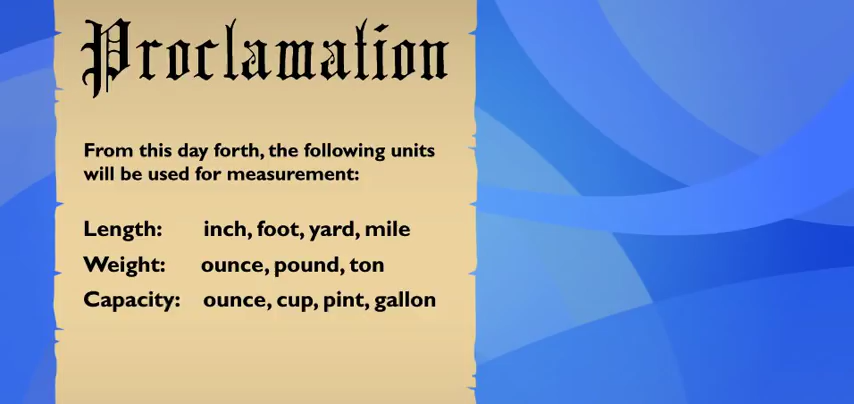 Proclamation
From this day forth, the following units
will be used for measurement:
Length: inch, foot, yard, mile
Weight: ounce, pound, ton
Capacity: ounce, cup, pint, gallon